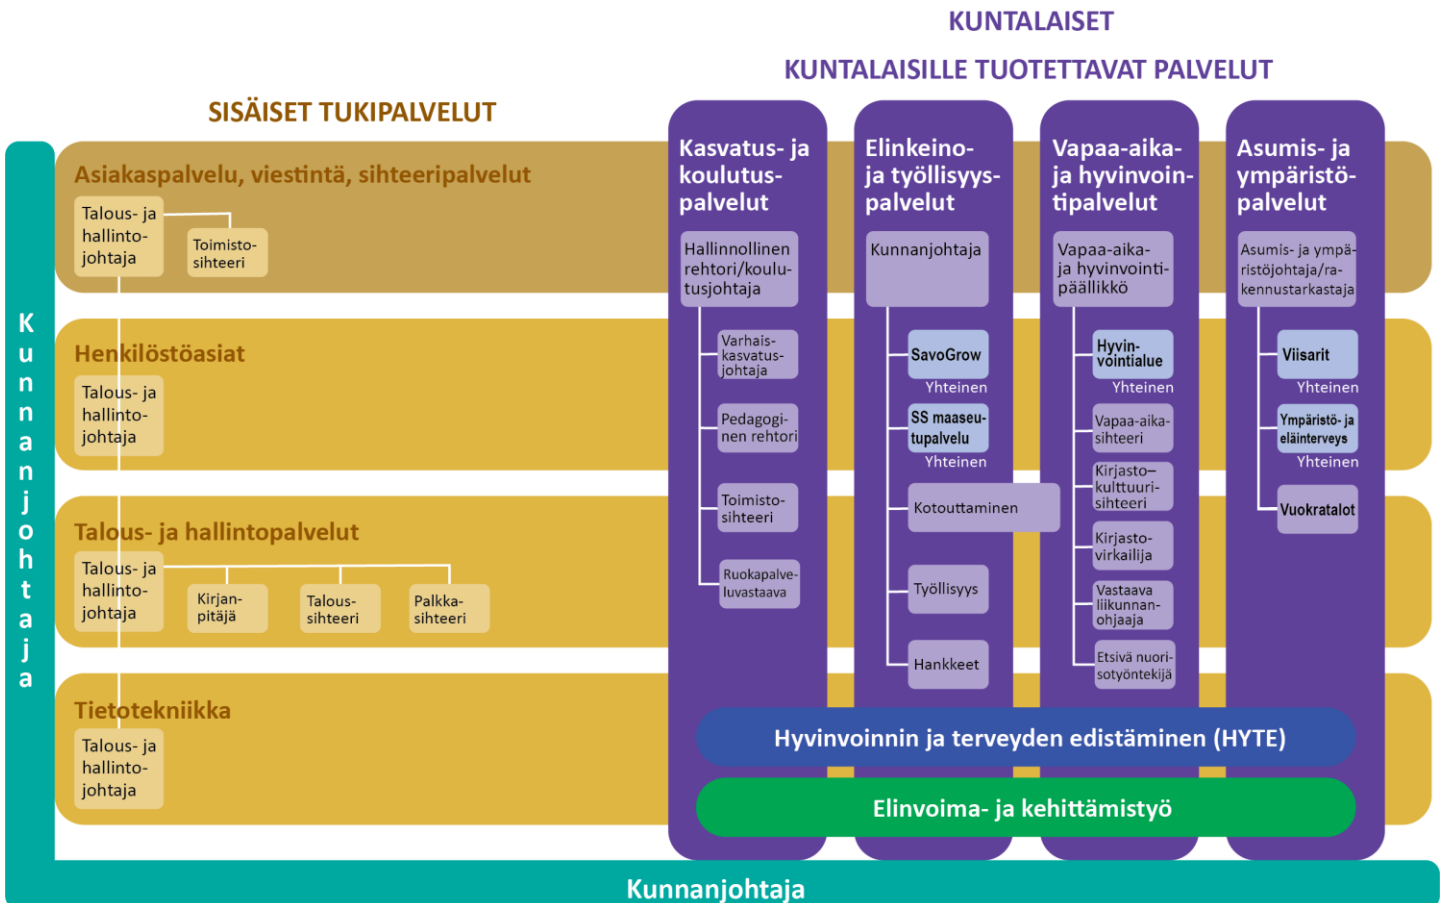 KUNTALAISET
KUNTALAISILLE TUOTETTAVAT PALVELUT
SISÄISET TUKIPALVELUT
Kunnanjohtaja
Asiakaspalvelu, viestintä, sihteeripalvelut
Talous- ja
hallinto-
johtaja
Toimisto-
sihteeri
Henkilöstöasiat
Talous- ja
hallinto-
johtaja
Talous- ja hallintopalvelut
Talous- ja
hallinto-
johtaja
Kirjan-
pitäjä
Talous-
sihteeri
Palkka-
sihteeri
Tietotekniikka
Talous- ja
hallinto-
johtaja
Kasvatus- ja
koulutus-
palvelut
Hallinnollinen
rehtori/koulu-
tusjohtaja
Varhais-
kasvatus-
johtaja
Pedagogi-
nen rehtori
Toimisto-
sihteeri
Ruokapalve-
luvastaava
Elinkeino-
ja työllisyys-
palvelut
Kunnanjohtaja
SavoGrow
Yhteinen
SS maaseu-
tupalvelu
Yhteinen
Kotouttaminen
Työllisyys
Hankkeet
Vapaa-aika-
ja hyvinvoin-
tipalvelut
Vapaa-aika-
ja hyvinvointi-
päällikkö
Hyvin-
vointialue
Yhteinen
Vapaa-aika-
sihteeri
Kirjasto–
kulttuuri-
sihteeri
Kirjasto-
virkailija
Vastaava
liikunnan-
ohjaaja
Etsivä nuori-
sotyöntekijä
Asumis- ja
ympäristö-
palvelut
Asumis- ja ympä-
ristöjohtaja/ra-
kennustarkastaja
Viisarit
Yhteinen
Ympäristö- ja
eläinterveys
Yhteinen
Vuokratalot
Hyvinvoinnin ja terveyden edistäminen (HYTE)
Elinvoima- ja kehittämistyö
Kunnanjohtaja